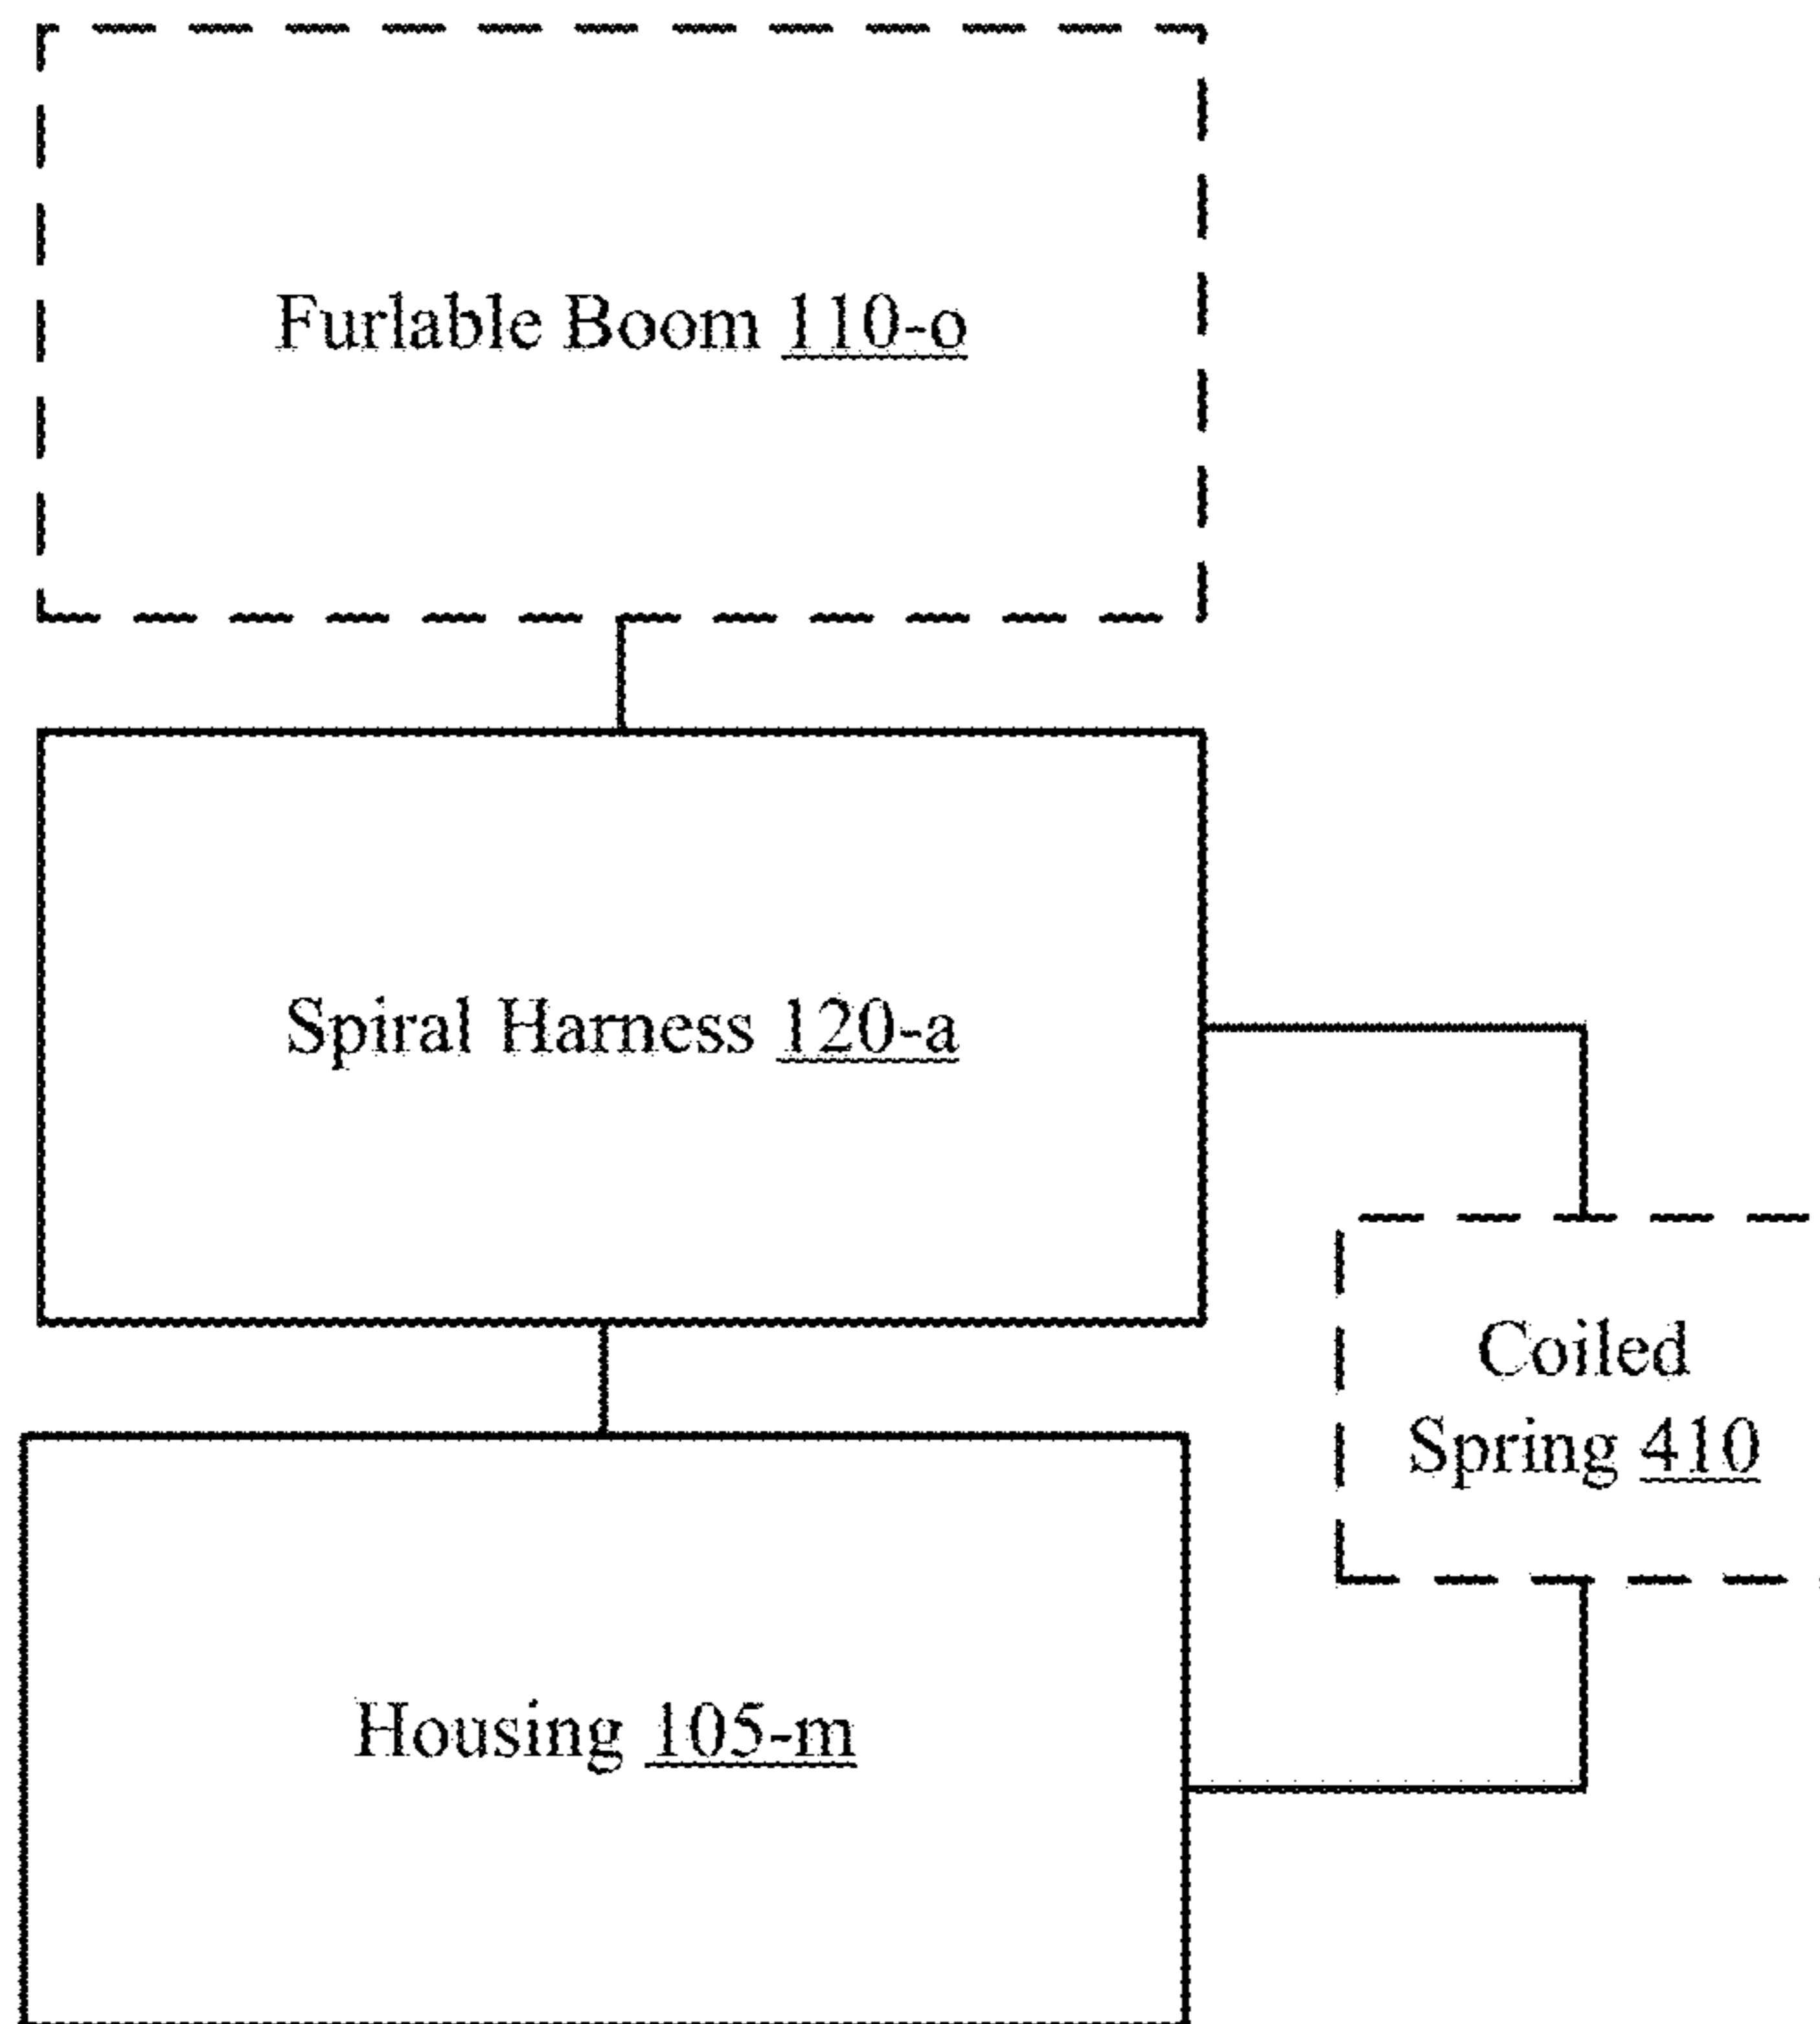 Furlable Boom 110-o
Spiral Harness 120-a
Coiled
Spring 410
Housing 105-m